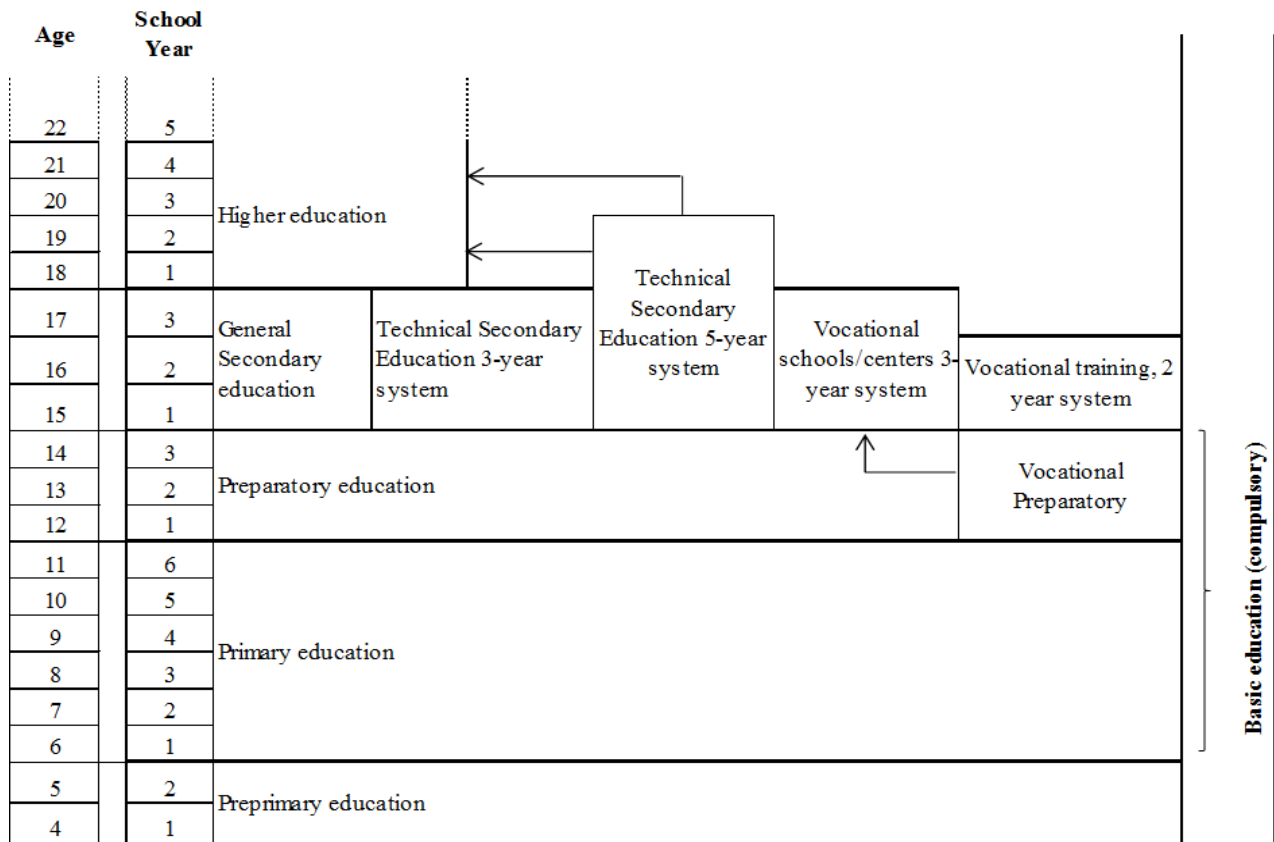 Age
School
Year
22 5
21 4
20 3
19 2
18 1
Higher education
17 3
16 2
15 1
General
Secondary
education
Technical Secondary
Education 3-year
system
Technical
Secondary
Education 5-year
system
Vocational
schools/centers 3-
year system
Vocational training, 2
year system
14 3
13 2
12 1
Preparatory education
Vocational
Preparatory
11 6
10 5
9 4
8 3
7 2
6 1
Primary education
5 2
4 1
Preprimary education
Basic education (compulsory)